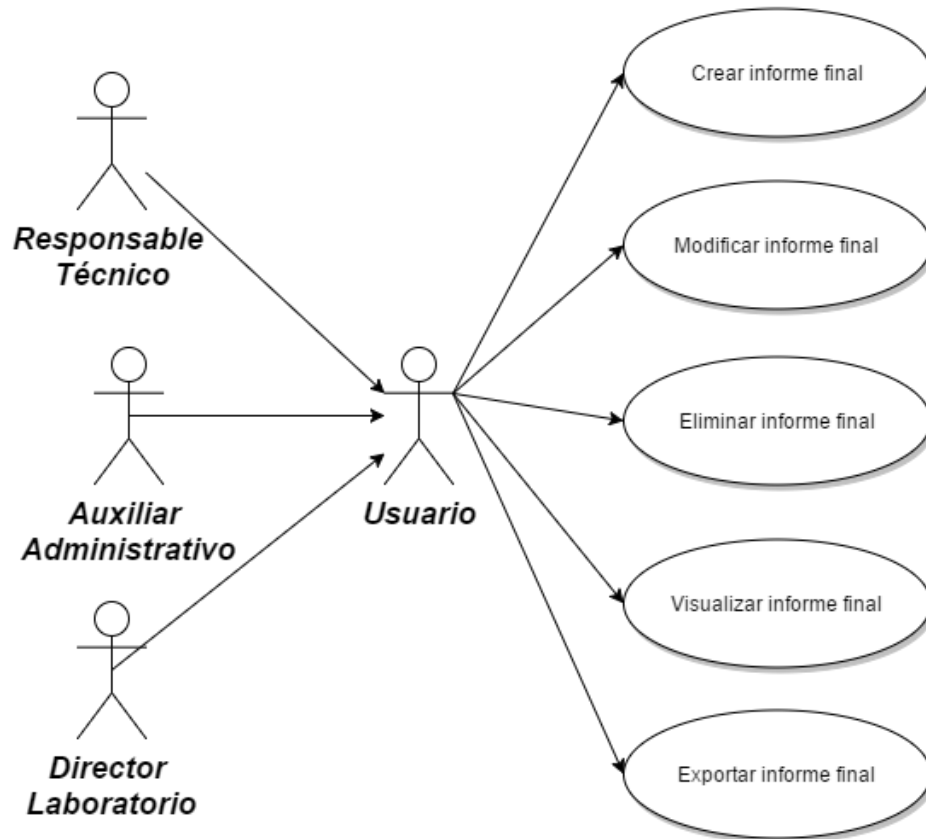 Crear informe final
Responsable
Técnico
Modificar informe final
Auxiliar
Administrativo
Usuario
Eliminar informe final
Visualizar informe final
Director
Laboratorio
Exportar informe final